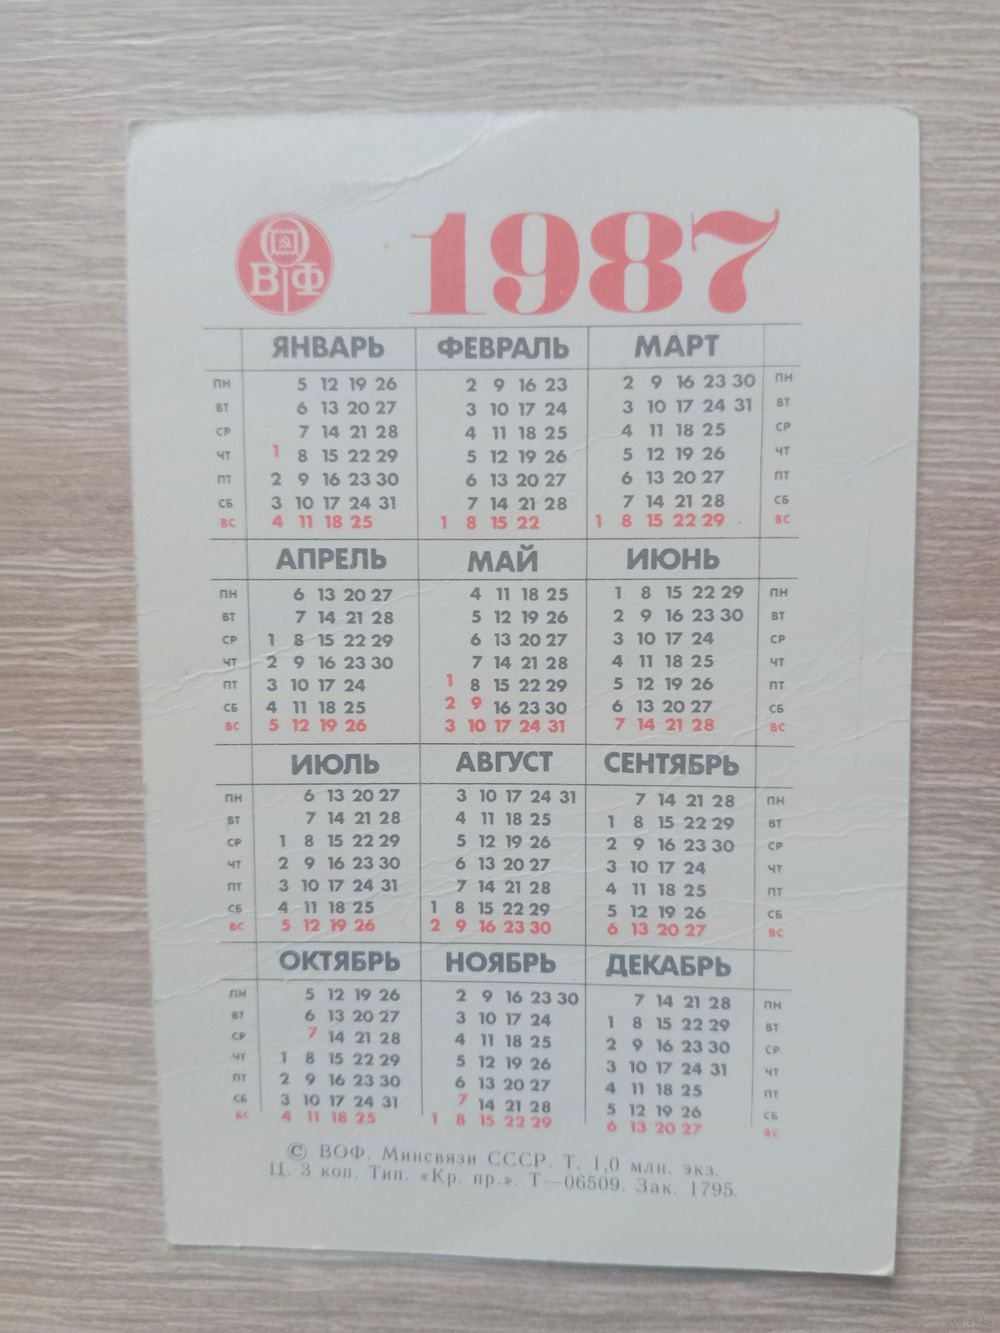 ВОФ 1987
ЯНВАРЬ ФЕВРАЛЬ МАРТ
ПН 5 12 19 26 2 9 16 23 2 9 16 23 30 ПН
ВТ 6 13 20 27 3 10 17 24 3 10 17 24 31 ВТ
СР 7 14 21 28 4 11 18 25 4 11 18 25 СР
ЧТ 1 8 15 22 29 5 12 19 26 5 12 19 26 ЧТ
ПТ 2 9 16 23 30 6 13 20 27 6 13 20 27 ПТ
СБ 3 10 17 24 31 7 14 21 28 7 14 21 28 СБ
ВС 4 11 18 25 1 8 15 22 1 8 15 22 29 ВС
АПРЕЛЬ МАЙ ИЮНЬ
ПН 6 13 20 27 4 11 18 25 1 8 15 22 29 ПН
ВТ 7 14 21 28 5 12 19 26 2 9 16 23 30 ВТ
СР 1 8 15 22 29 6 13 20 27 3 10 17 24 СР
ЧТ 2 9 16 23 30 7 14 21 28 4 11 18 25 ЧТ
ПТ 3 10 17 24 1 8 15 22 29 5 12 19 26 ПТ
СБ 4 11 18 25 2 9 16 23 30 6 13 20 27 СБ
ВС 5 12 19 26 3 10 17 24 31 7 14 21 28 ВС
ИЮЛЬ АВГУСТ СЕНТЯБРЬ
ПН 6 13 20 27 3 10 17 24 31 7 14 21 28 ПН
ВТ 7 14 21 28 4 11 18 25 1 8 15 22 29 ВТ
СР 1 8 15 22 29 5 12 19 26 2 9 16 23 30 СР
ЧТ 2 9 16 23 30 6 13 20 27 3 10 17 24 ЧТ
ПТ 3 10 17 24 31 7 14 21 28 4 11 18 25 ПТ
СБ 4 11 18 25 1 8 15 22 29 5 12 19 26 СБ
ВС 5 12 19 26 2 9 16 23 30 6 13 20 27 ВС
ОКТЯБРЬ НОЯБРЬ ДЕКАБРЬ
ПН 5 12 19 26 2 9 16 23 30 7 14 21 28 ПН
ВТ 6 13 20 27 3 10 17 24 1 8 15 22 29 ВТ
СР 7 14 21 28 4 11 18 25 2 9 16 23 30 СР
ЧТ 1 8 15 22 29 5 12 19 26 3 10 17 24 31 ЧТ
ПТ 2 9 16 23 30 6 13 20 27 4 11 18 25 ПТ
СБ 3 10 17 24 31 7 14 21 28 5 12 19 26 СБ
ВС 4 11 18 25 1 8 15 22 29 6 13 20 27 ВС
© ВОФ. Минсвязи СССР. Т. 1,0 млн. экз.
Ц. 3 коп. Тип. «Кр. пр.». Т—06509. Зак. 1795.
www.ay.by